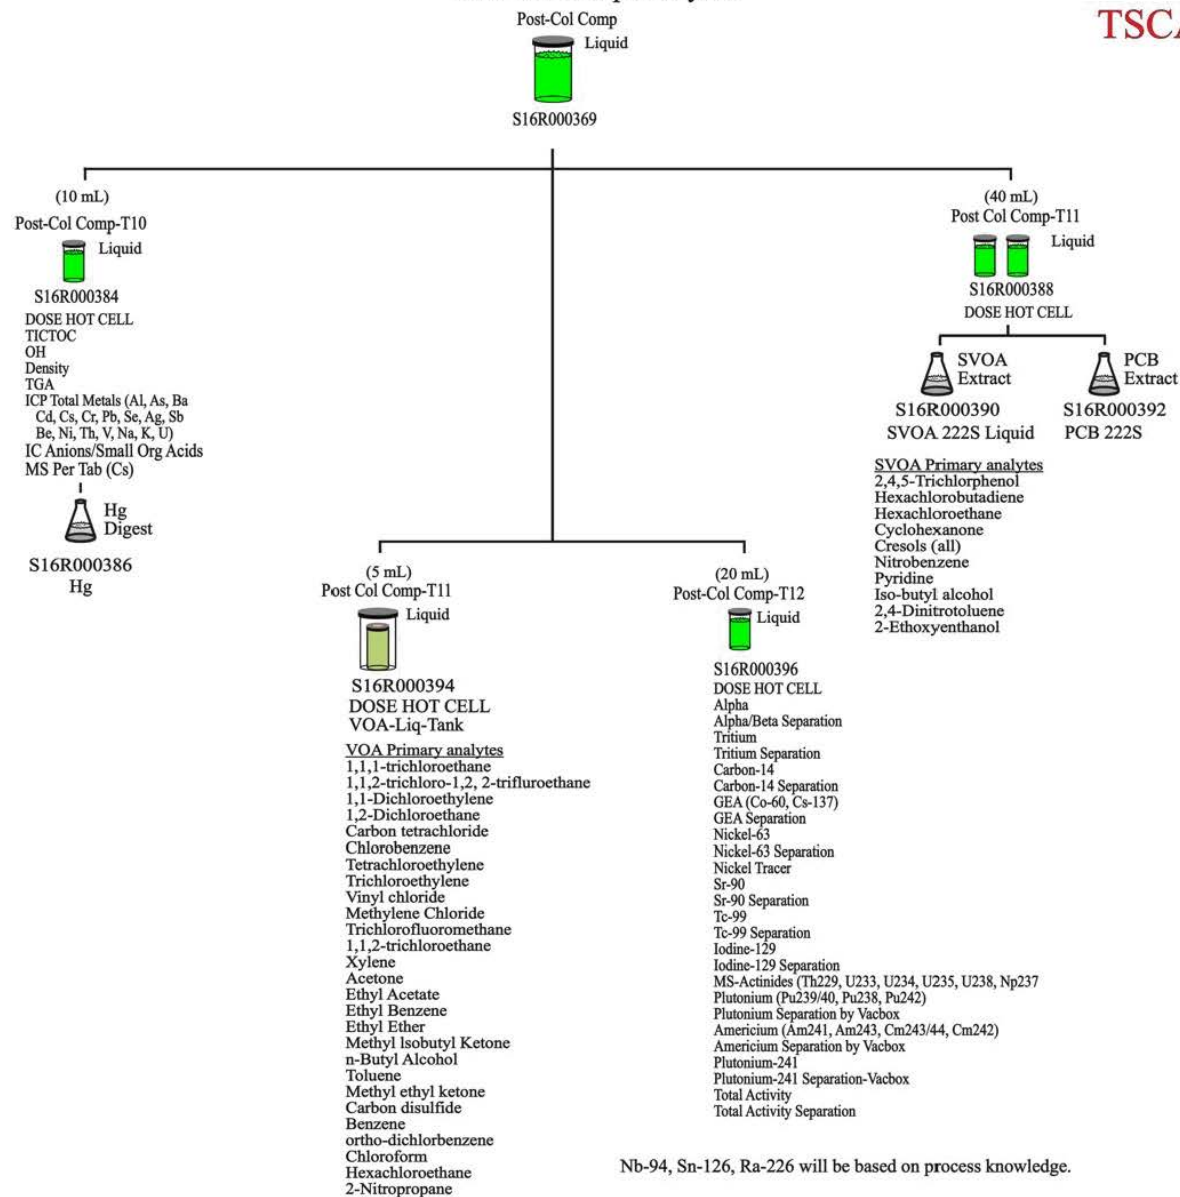 TSCA
Post-Col Comp
Liquid
S16R000369
(10 mL)
Post-Col Comp-T10
Liquid
S16R000384
DOSE HOT CELL
TICTOC
OH
Density
TGA
ICP Total Metals (Al, As, Ba
Cd, Cs, Cr, Pb, Se, Ag, Sb
Be, Ni, Th, V, Na, K, U)
IC Anions/Small Org Acids
MS Per Tab (Cs)
Hg
Digest
S16R000386
Hg
(5 mL)
Post Col Comp-T11
Liquid
S16R000394
DOSE HOT CELL
VOA-Liq-Tank
VOA Primary analytes
1,1,1-trichloroethane
1,1,2-trichloro-1,2, 2-trifluroethane
1,1-Dichloroethylene
1,2-Dichloroethane
Carbon tetrachloride
Chlorobenzene
Tetrachloroethylene
Trichloroethylene
Vinyl chloride
Methylene Chloride
Trichlorofluoromethane
1,1,2-trichloroethane
Xylene
Acetone
Ethyl Acetate
Ethyl Benzene
Ethyl Ether
Methyl lsobutyl Ketone
n-Butyl Alcohol
Toluene
Methyl ethyl ketone
Carbon disulfide
Benzene
ortho-dichlorbenzene
Chloroform
Hexachloroethane
2-Nitropropane
(20 mL)
Post-Col Comp-T12
Liquid
S16R000396
DOSE HOT CELL
Alpha
Alpha/Beta Separation
Tritium
Tritium Separation
Carbon-14
Carbon-14 Separation
GEA (Co-60, Cs-137)
GEA Separation
Nickel-63
Nickel-63 Separation
Nickel Tracer
Sr-90
Sr-90 Separation
Tc-99
Tc-99 Separation
Iodine-129
Iodine-129 Separation
MS-Actinides (Th229, U233, U234, U235, U238, Np237
Plutonium (Pu239/40, Pu238, Pu242)
Plutonium Separation by Vacbox
Americium (Am241, Am243, Cm243/44, Cm242)
Americium Separation by Vacbox
Plutonium-241
Plutonium-241 Separation-Vacbox
Total Activity
Total Activity Separation
(40 mL)
Post Col Comp-T11
Liquid
S16R000388
DOSE HOT CELL
SVOA
Extract
S16R000390
SVOA 222S Liquid
PCB
Extract
S16R000392
PCB 222S
SVOA Primary analytes
2,4,5-Trichlorphenol
Hexachlorobutadiene
Hexachloroethane
Cyclohexanone
Cresols (all)
Nitrobenzene
Pyridine
Iso-butyl alcohol
2,4-Dinitrotoluene
2-Ethoxyenthanol
Nb-94, Sn-126, Ra-226 will be based on process knowledge.